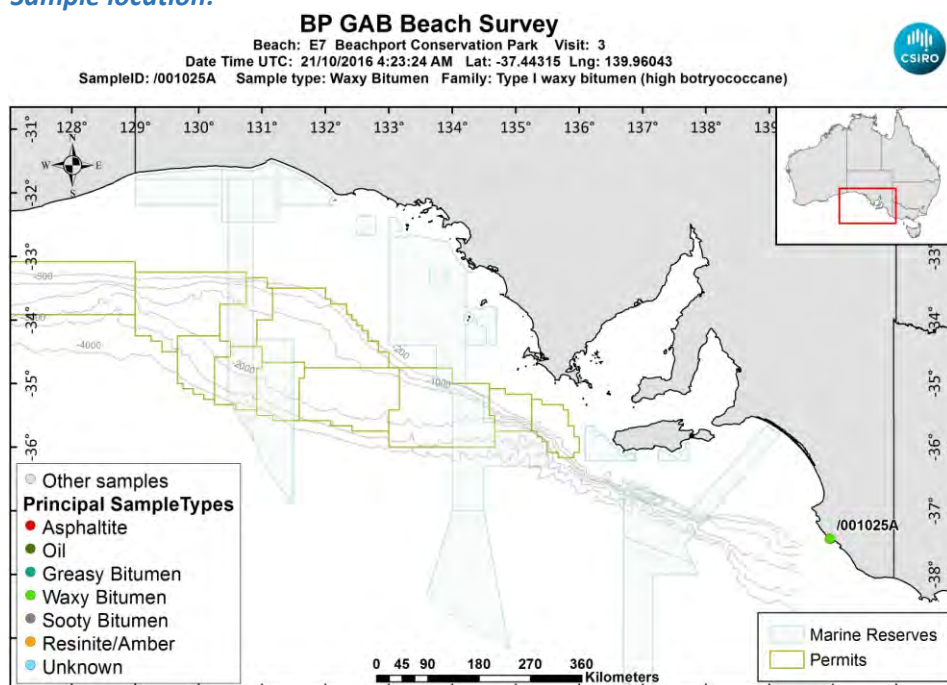 Sample location:
BP GAB Beach Survey
Beach: E7 Beachport Conservation Park Visit: 3
Date Time UTC: 21/10/2016 4:23:24 AM Lat: -37.44315 Lng: 139.96043
SampleID: /001025A Sample type: Waxy Bitumen Family: Type I waxy bitumen (high botryococcane)
CSIRO
128° 129° 130° 131° 132° 133° 134° 135° 136° 137° 138° 139
-31°
N
W E
S
-32°
-33° -33°
-34° -34°
-35° -35°
-36° -36°
-37° -37°
-38°
-4000
-2000
-200
-1000
/001025A
Other samples
Principal SampleTypes
Asphaltite
Oil
Greasy Bitumen
Waxy Bitumen
Sooty Bitumen
Resinite/Amber
Unknown
0 45 90 180 270 360
Kilometers
Marine Reserves
Permits